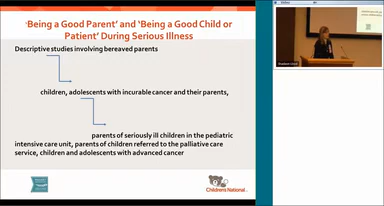 'Being a Good Parent' and 'Being a Good Child or
Patient' During Serious Illness
Descriptive studies involving bereaved parents
children, adolescents with incurable cancer and their parents,
parents of seriously ill children in the pediatric
intensive care unit, parents of children referred to the palliative care
service, children and adolescents with advanced cancer
Children's National